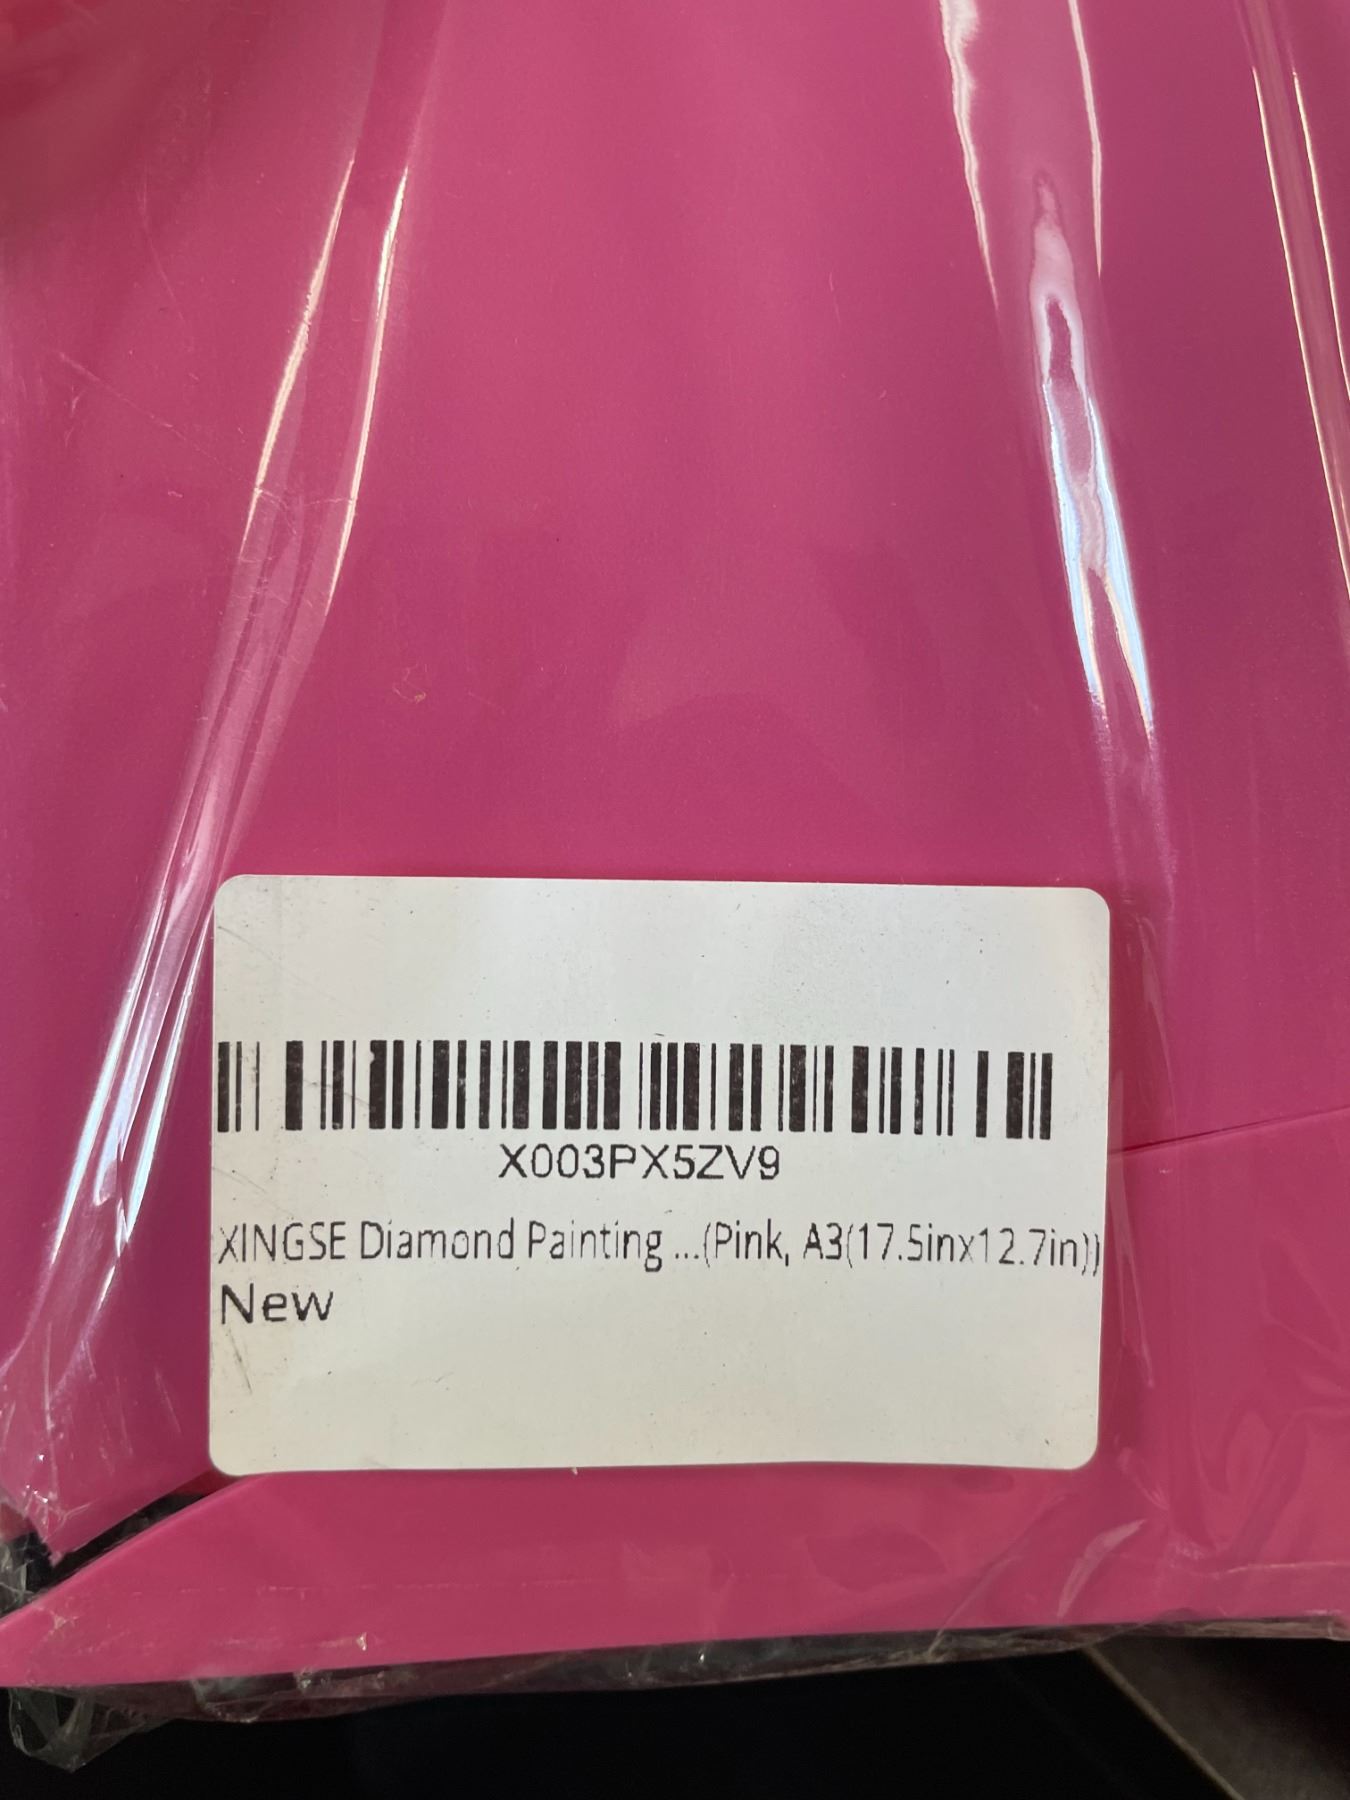 X003PX5ZV9
XINGSE Diamond Painting ...(Pink, A3(17.5inx12.7in))
New